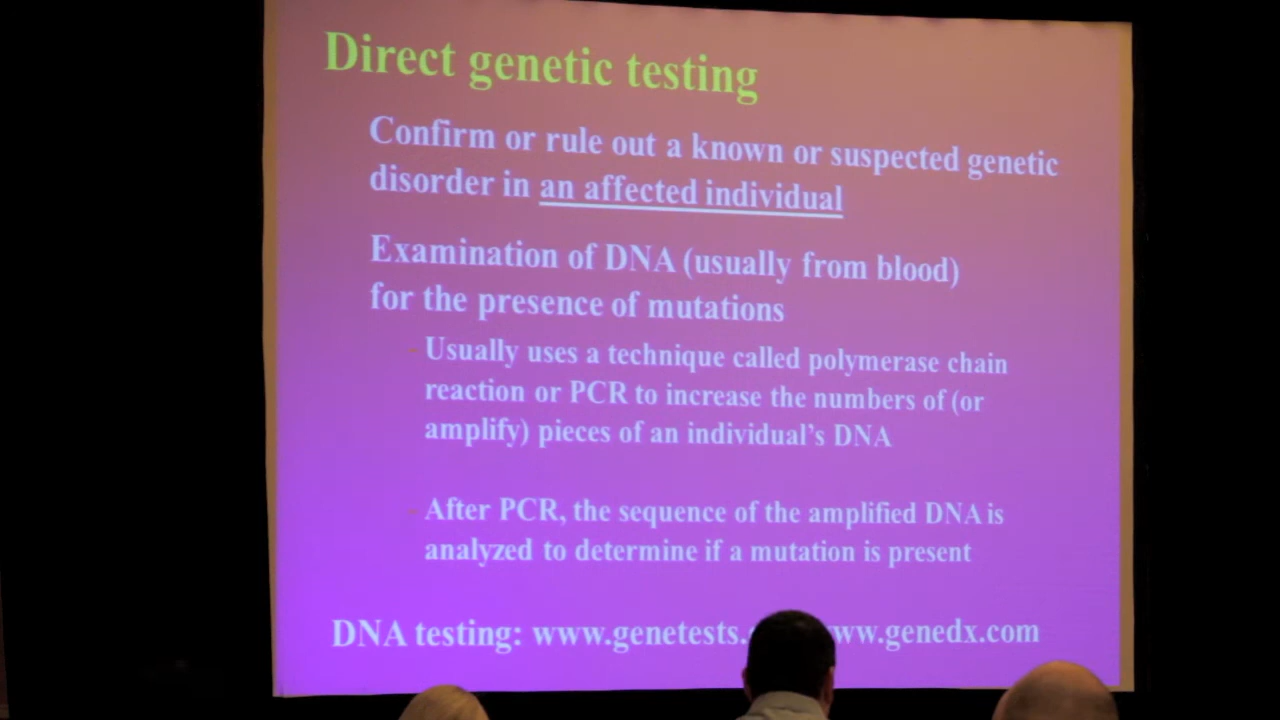 Direct genetic testing
Confirm or rule out a known or suspected genetic
disorder in an affected individual
Examination of DNA (usually from blood)
for the presence of mutations
- Usually uses a technique called polymerase chain
reaction or PCR to increase the numbers of (or
amplify) pieces of an individual's DNA
- After PCR, the sequence of the amplified DNA is
analyzed to determine if a mutation is present
DNA testing: www.genetests. ww.genedx.com